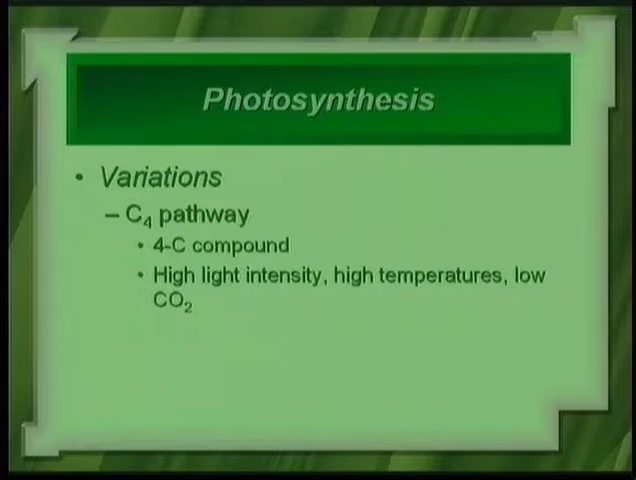 Photosynthesis
• Variations
– C₄ pathway
• 4-C compound
• High light intensity, high temperatures, low
CO₂